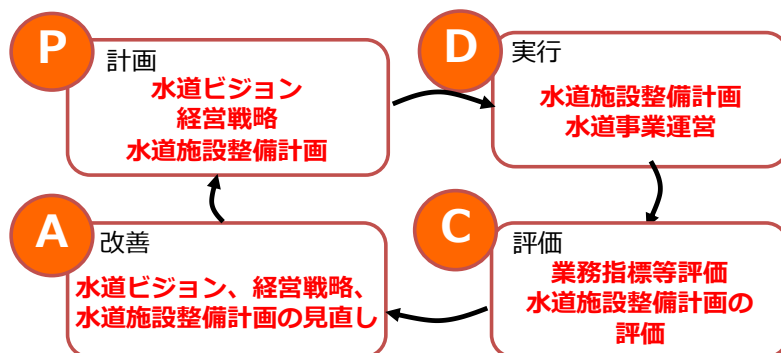 P
計画
水道ビジョン
経営戦略
水道施設整備計画
D
実行
水道施設整備計画
水道事業運営
A
改善
水道ビジョン、経営戦略、
水道施設整備計画の見直し
C
評価
業務指標等評価
水道施設整備計画の
評価